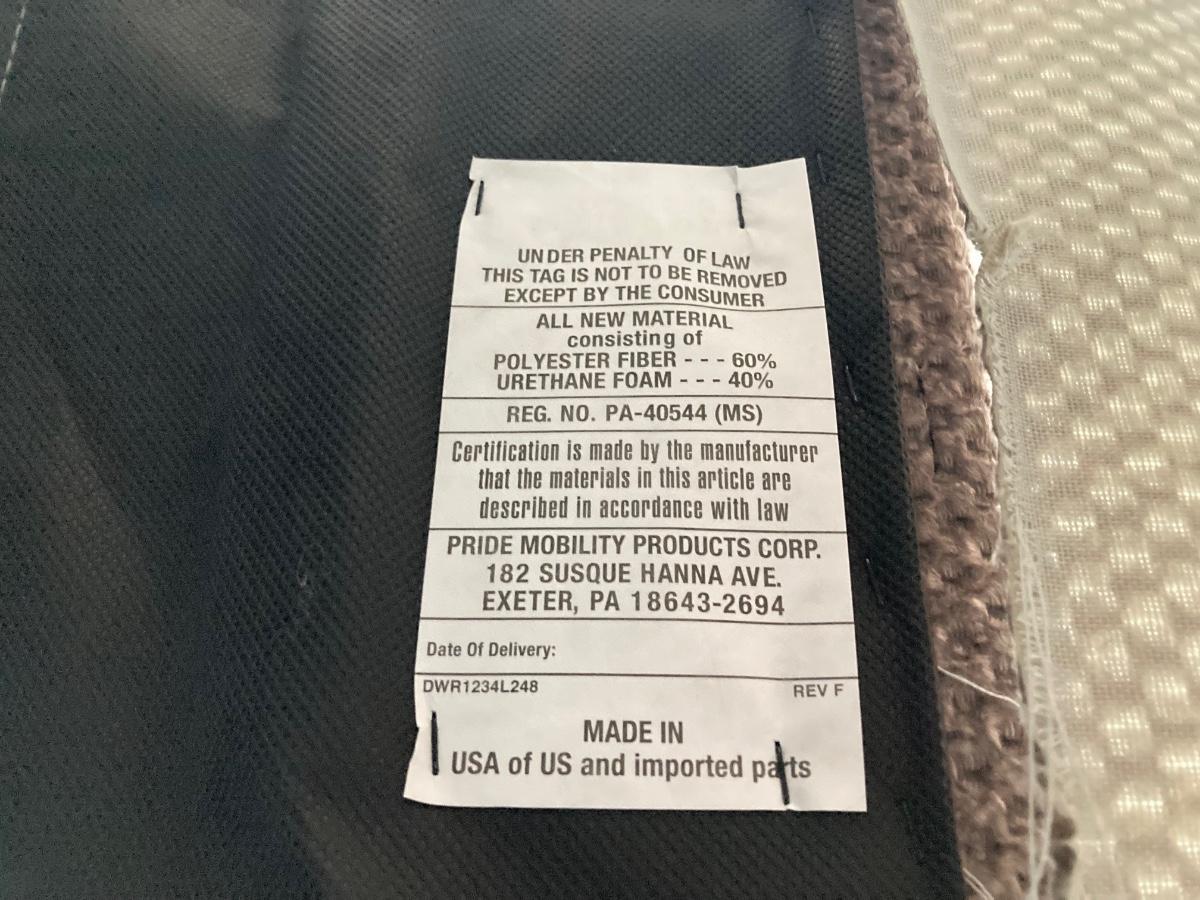 UNDER PENALTY OF LAW
THIS TAG IS NOT TO BE REMOVED
EXCEPT BY THE CONSUMER
ALL NEW MATERIAL
consisting of
POLYESTER FIBER - - - 60%
URETHANE FOAM - - - 40%
REG. NO. PA-40544 (MS)
Certification is made by the manufacturer
that the materials in this article are
described in accordance with law
PRIDE MOBILITY PRODUCTS CORP.
182 SUSQUE HANNA AVE.
EXETER, PA 18643-2694
Date Of Delivery:
DWR1234L248 REV F
MADE IN
USA of US and imported parts